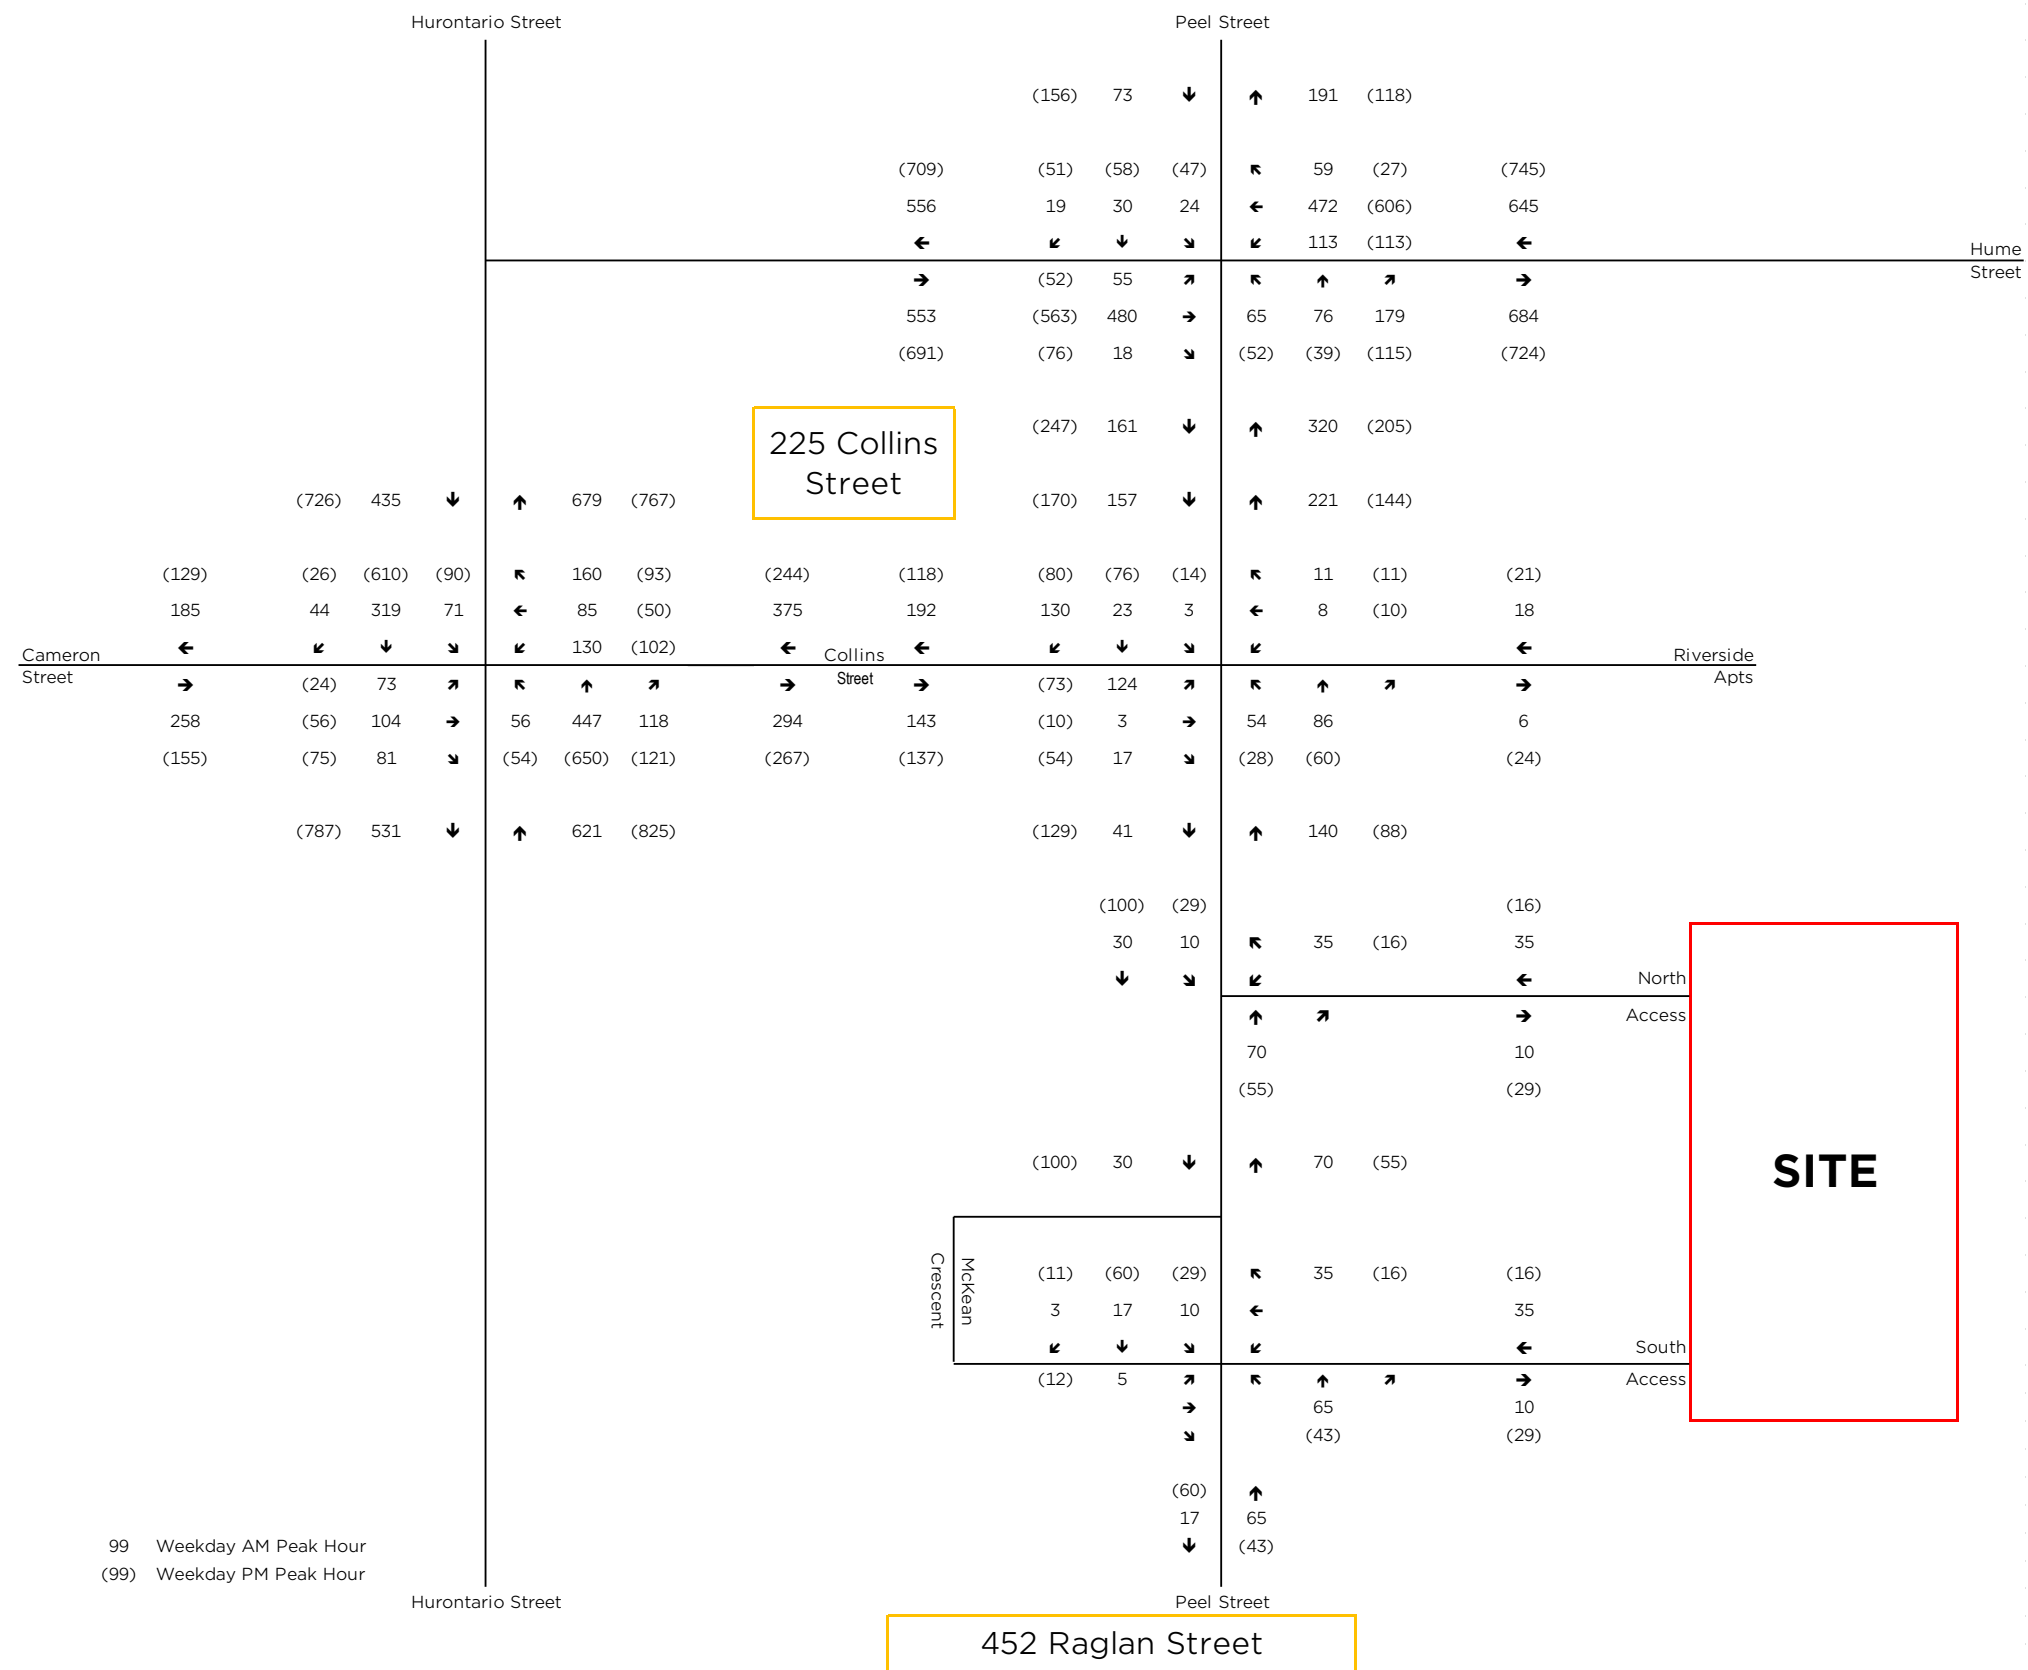 Hurontario Street Peel Street
(156) 73 ↓ ↑ 191 (118)
(709) (51) (58) (47) ↖ 59 (27) (745)
556 19 30 24 ← 472 (606) 645
← ↙ ↓ ↘ ↙ 113 (113) ←
Hume
Street
→ (52) 55 ↗ ↖ ↑ ↗ →
553 (563) 480 → 65 76 179 684
(691) (76) 18 ↘ (52) (39) (115) (724)
225 Collins
Street
(247) 161 ↓ ↑ 320 (205)
(726) 435 ↓ ↑ 679 (767) (170) 157 ↓ ↑ 221 (144)
(129) (26) (610) (90) ↖ 160 (93) (244) (118) (80) (76) (14) ↖ 11 (11) (21)
185 44 319 71 ← 85 (50) 375 192 130 23 3 ← 8 (10) 18
← ↙ ↓ ↘ ↙ 130 (102) ← ← ↙ ↓ ↘ ↙ ←
Cameron Collins Riverside
Street Street Apts
→ (24) 73 ↗ ↖ ↑ ↗ → → (73) 124 ↗ ↖ ↑ ↗ →
258 (56) 104 → 56 447 118 294 143 (10) 3 → 54 86 6
(155) (75) 81 ↘ (54) (650) (121) (267) (137) (54) 17 ↘ (28) (60) (24)
(787) 531 ↓ ↑ 621 (825) (129) 41 ↓ ↑ 140 (88)
(100) (29) (16)
30 10 ↖ 35 (16) 35
↓ ↘ ↙ ← North
↑ ↗ → Access
70 10
(55) (29)
(100) 30 ↓ ↑ 70 (55)
SITE
McKean
Crescent
(11) (60) (29) ↖ 35 (16) (16)
3 17 10 ← 35
↙ ↓ ↘ ↙ ← South
(12) 5 ↗ ↖ ↑ ↗ → Access
→ 65 10
↘ (43) (29)
(60) ↑
17 65
↓ (43)
99 Weekday AM Peak Hour
(99) Weekday PM Peak Hour
Hurontario Street Peel Street
452 Raglan Street